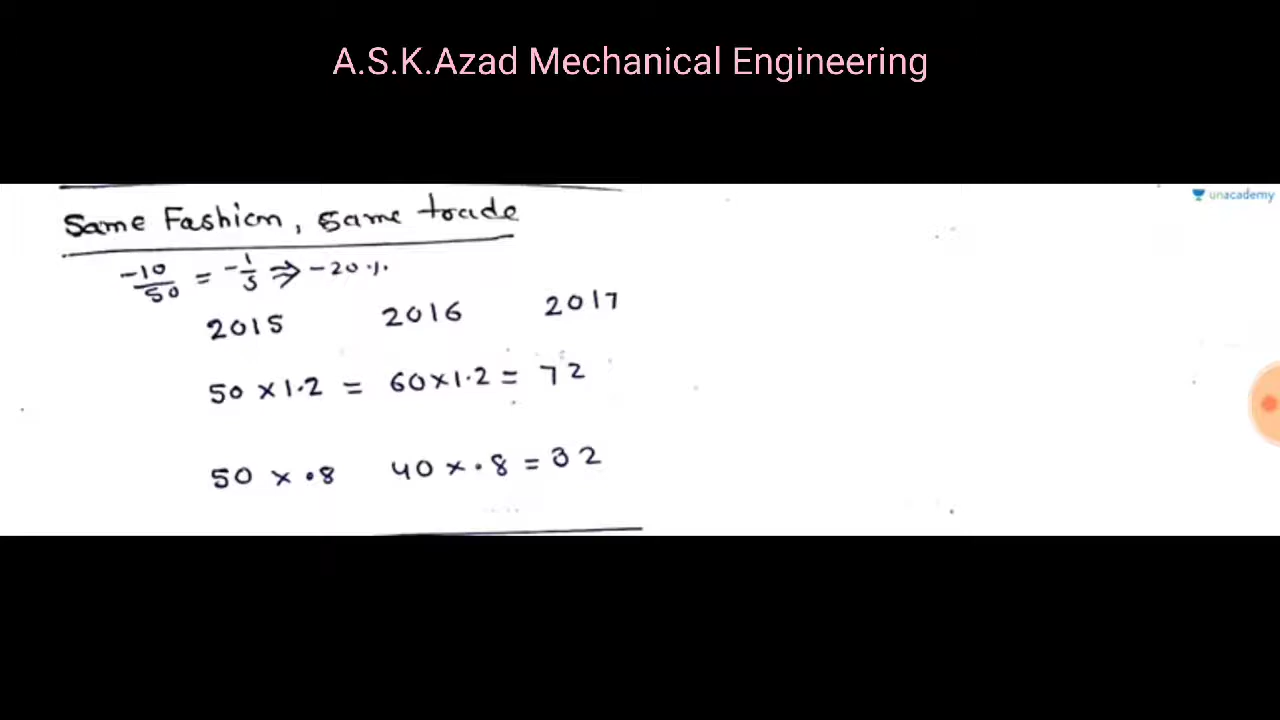 A.S.K.Azad Mechanical Engineering
unacademy
Same Fashion, same trade
-10/50 = -1/5 ⇒ -20%
2015 2016 2017
50 × 1.2 = 60 × 1.2 = 72
50 × .8 40 × .8 = 32